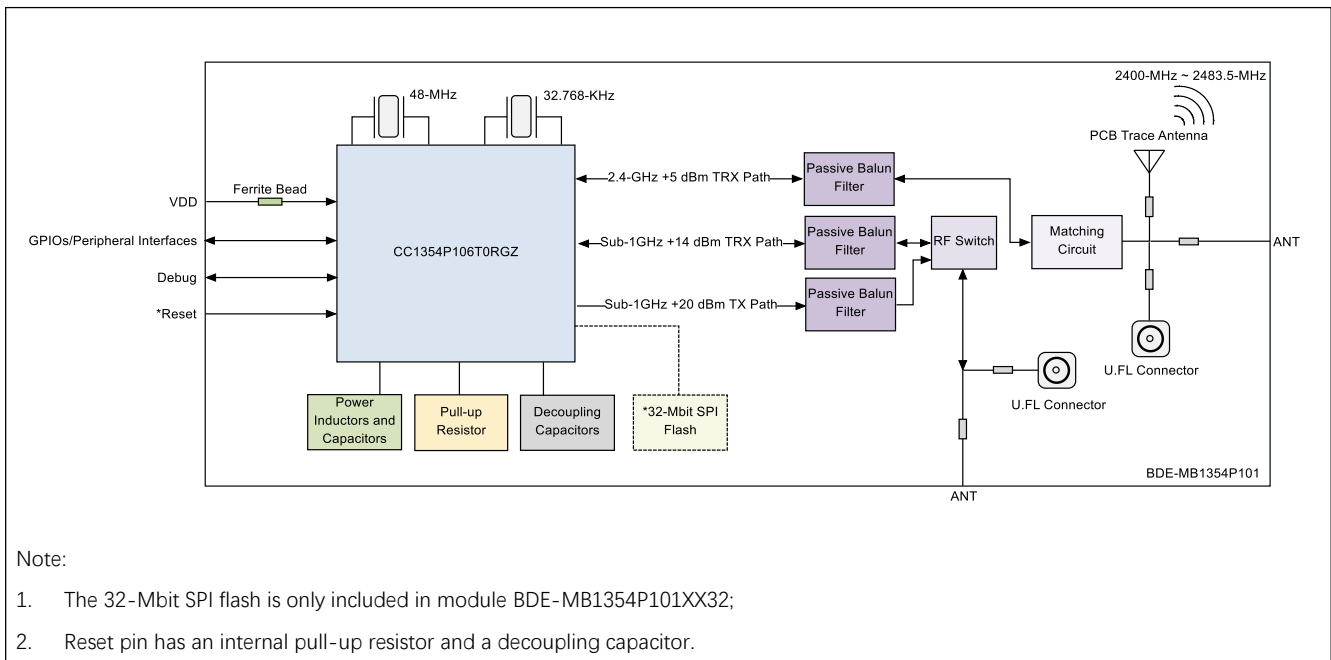 2400-MHz ~ 2483.5-MHz
48-MHz
32.768-KHz
PCB Trace Antenna
Ferrite Bead
VDD
GPIOs/Peripheral Interfaces
Debug
*Reset
CC1354P106T0RGZ
2.4-GHz +5 dBm TRX Path
Sub-1GHz +14 dBm TRX Path
Sub-1GHz +20 dBm TX Path
Passive Balun
Filter
Passive Balun
Filter
Passive Balun
Filter
RF Switch
Matching
Circuit
ANT
U.FL Connector
U.FL Connector
Power
Inductors and
Capacitors
Pull-up
Resistor
Decoupling
Capacitors
*32-Mbit SPI
Flash
BDE-MB1354P101
ANT
Note:
1. The 32-Mbit SPI flash is only included in module BDE-MB1354P101XX32;
2. Reset pin has an internal pull-up resistor and a decoupling capacitor.